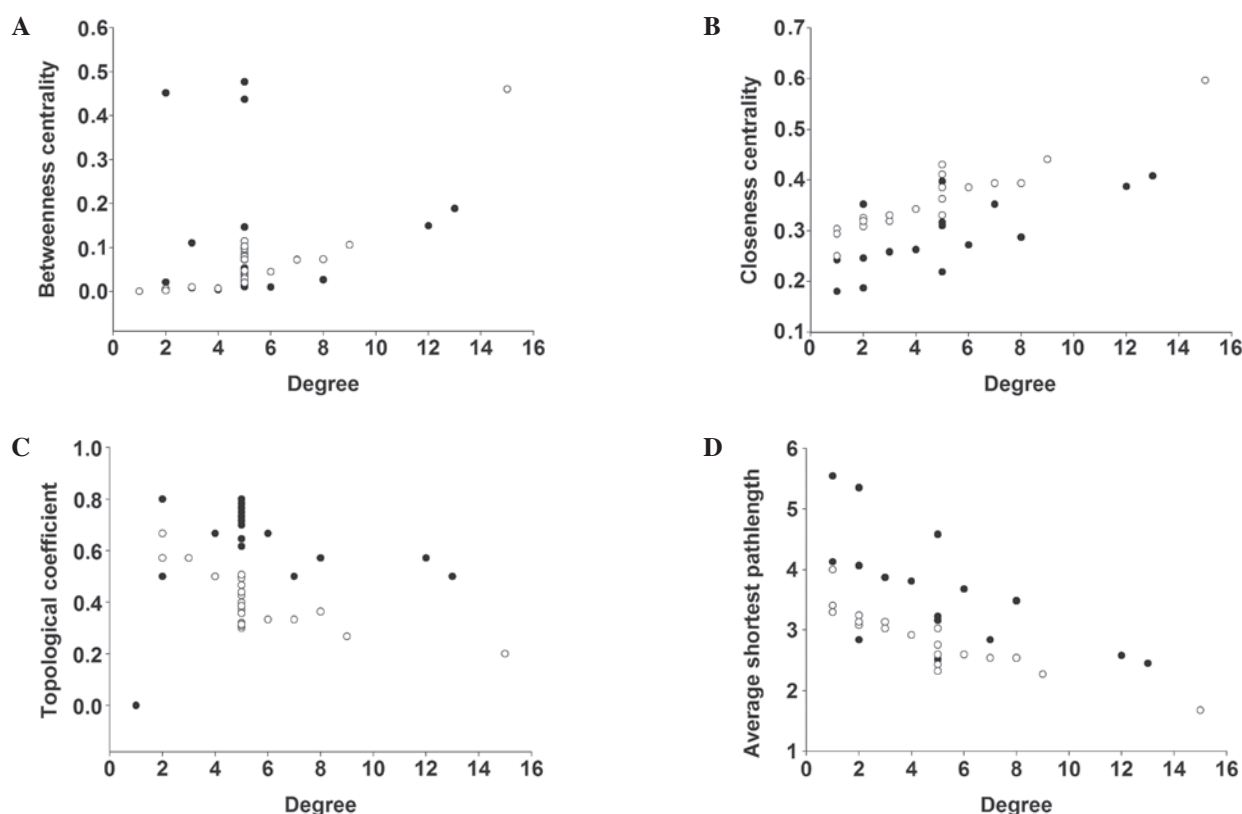 A
Betweenness centrality
0.6
0.5
0.4
0.3
0.2
0.1
0.0
0 2 4 6 8 10 12 14 16
Degree
B
Closeness centrality
0.7
0.6
0.5
0.4
0.3
0.2
0.1
0 2 4 6 8 10 12 14 16
Degree
C
Topological coefficient
1.0
0.8
0.6
0.4
0.2
0.0
0 2 4 6 8 10 12 14 16
Degree
D
Average shortest pathlength
6
5
4
3
2
1
0 2 4 6 8 10 12 14 16
Degree